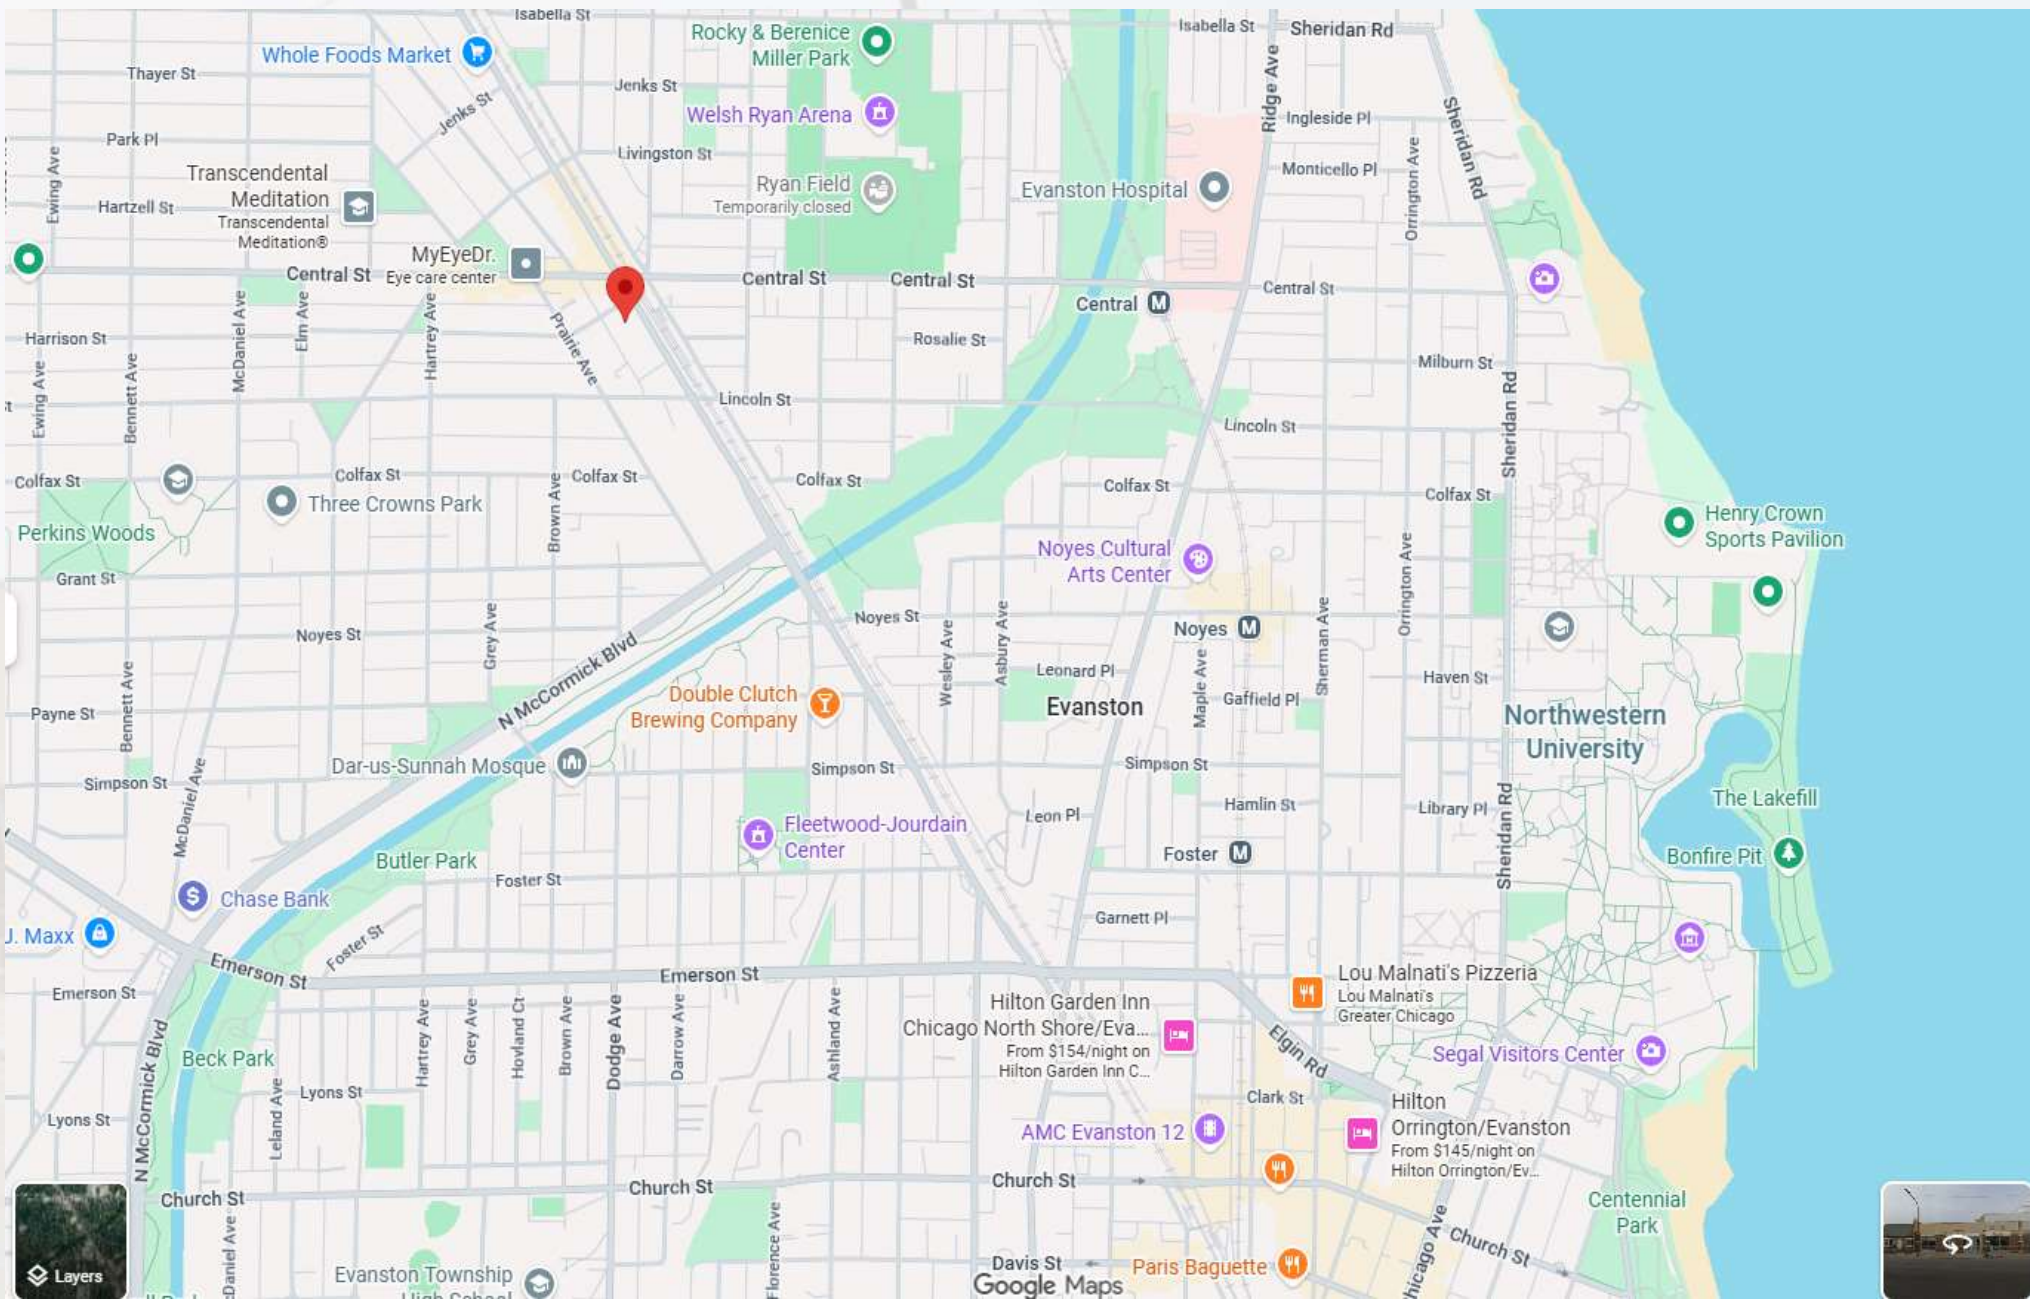 Isabella St
Isabella St
Sheridan Rd
Rocky & Berenice
Miller Park
Whole Foods Market
Thayer St
Jenks St
Jenks St
Ridge Ave
Sheridan Rd
Welsh Ryan Arena
Ingleside Pl
Park Pl
Livingston St
Monticello Pl
Orrington Ave
Ewing Ave
Transcendental
Meditation
Transcendental
Meditation®
Ryan Field
Temporarily closed
Evanston Hospital
Hartzell St
MyEyeDr.
Eye care center
Central St
Central St
Central St
Central St
Central
M
McDaniel Ave
Elm Ave
Hartrey Ave
Prairie Ave
Harrison St
Rosalie St
Milburn St
Ewing Ave
Bennett Ave
Sheridan Rd
Lincoln St
Lincoln St
Colfax St
Colfax St
Colfax St
Colfax St
Colfax St
Colfax St
Three Crowns Park
Perkins Woods
Brown Ave
Henry Crown
Sports Pavilion
Noyes Cultural
Arts Center
Orrington Ave
Grant St
Grey Ave
Noyes St
Noyes St
Noyes
M
Wesley Ave
Asbury Ave
Maple Ave
Sherman Ave
N McCormick Blvd
Leonard Pl
Haven St
Bennett Ave
Double Clutch
Brewing Company
Evanston
Gaffield Pl
Payne St
Northwestern
University
Dar-us-Sunnah Mosque
Simpson St
Simpson St
Simpson St
McDaniel Ave
Hamlin St
Library Pl
The Lakefill
Sheridan Rd
Leon Pl
Fleetwood-Jourdain
Center
Butler Park
Foster
M
Bonfire Pit
Foster St
Chase Bank
Garnett Pl
J. Maxx
Foster St
Emerson St
Emerson St
Emerson St
Lou Malnati's Pizzeria
Lou Malnati's
Greater Chicago
Hilton Garden Inn
Chicago North Shore/Eva...
From $154/night on
Hilton Garden Inn C...
Hartrey Ave
Grey Ave
Hovland Ct
Brown Ave
Dodge Ave
Darrow Ave
Ashland Ave
Elgin Rd
Segal Visitors Center
Beck Park
N McCormick Blvd
Leland Ave
Lyons St
Lyons St
Clark St
Hilton
Orrington/Evanston
From $145/night on
Hilton Orrington/Ev...
AMC Evanston 12
Church St
Church St
Church St
Church St
Centennial
Park
Florence Ave
Davis St
Paris Baguette
Evanston Township
High School
Layers
Google Maps